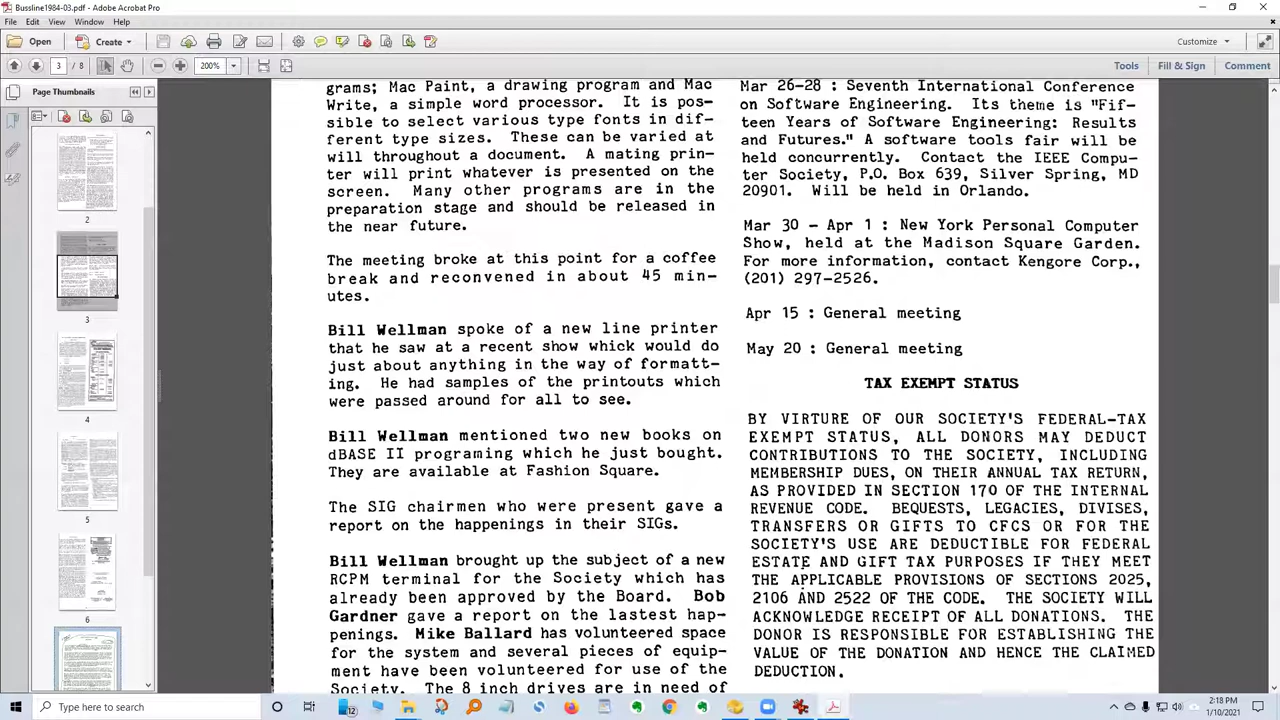 Bussline1984-03.pdf - Adobe Acrobat Pro
File Edit View Window Help
Open
Create
Customize
3 / 8
200%
Tools
Fill & Sign
Comment
Page Thumbnails
2
3
4
5
6
grams; Mac Paint, a drawing program and Mac
Write, a simple word processor. It is pos-
sible to select various type fonts in dif-
ferent type sizes. These can be varied at
will throughout a document. A mating prin-
ter will print whatever is presented on the
screen. Many other programs are in the
preparation stage and should be released in
the near future.
The meeting broke at this point for a coffee
break and reconvened in about 45 min-
utes.
Bill Wellman spoke of a new line printer
that he saw at a recent show whick would do
just about anything in the way of formatt-
ing. He had samples of the printouts which
were passed around for all to see.
Bill Wellman mentioned two new books on
dBASE II programing which he just bought.
They are available in Fashion Square.
The SIG chairmen who were present gave a
report on the happenings in their SIGs.
Bill Wellman brought up the subject of a new
RCPM terminal for the Society which has
already been approved by the Board. Bob
Gardner gave a report on the lastest hap-
penings. Mike Ballard has volunteered space
for the system and several pieces of equip-
ment have been volunteered for use of the
Society. The 8 inch drives are in need of
Mar 26-28 : Seventh International Conference
on Software Engineering. Its theme is "Fif-
teen Years of Software Engineering: Results
and Futures." A software tools fair will be
held concurrently. Contact the IEEE Compu-
ter Society, P.O. Box 639, Silver Spring, MD
20901. Will be held in Orlando.
Mar 30 - Apr 1 : New York Personal Computer
Show, held at the Madison Square Garden.
For more information, contact Kengore Corp.,
(201) 297-2526.
Apr 15 : General meeting
May 20 : General meeting
TAX EXEMPT STATUS
BY VIRTUE OF OUR SOCIETY'S FEDERAL-TAX
EXEMPT STATUS, ALL DONORS MAY DEDUCT
CONTRIBUTIONS TO THE SOCIETY, INCLUDING
MEMBERSHIP DUES, ON THEIR ANNUAL TAX RETURN,
AS PROVIDED IN SECTION 170 OF THE INTERNAL
REVENUE CODE. BEQUESTS, LEGACIES, DIVISES,
TRANSFERS OR GIFTS TO CFCS OR FOR THE
SOCIETY'S USE ARE DEDUCTIBLE FOR FEDERAL
ESTATE AND GIFT TAX PURPOSES IF THEY MEET
THE APPLICABLE PROVISIONS OF SECTIONS 2025,
2106 AND 2522 OF THE CODE. THE SOCIETY WILL
ACKNOWLEDGE RECEIPT OF ALL DONATIONS. THE
DONOR IS RESPONSIBLE FOR ESTABLISHING THE
VALUE OF THE DONATION AND HENCE THE CLAIMED
DEDUCTION.
Type here to search
12
2:18 PM
1/10/2021